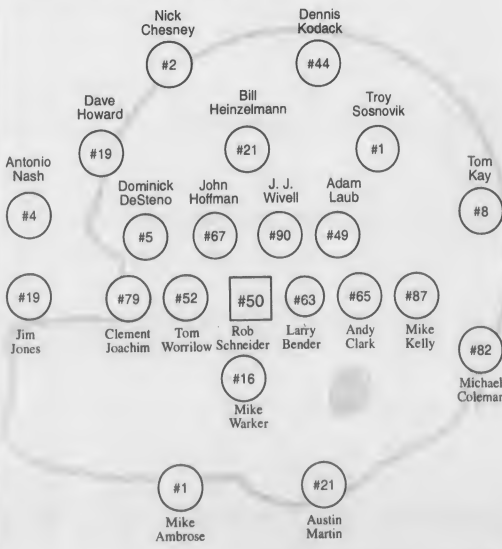 Nick
Chesney
#2
Dennis
Kodack
#44
Dave
Howard
#19
Bill
Heinzelmann
#21
Troy
Sosnovik
#1
Antonio
Nash
#4
Tom
Kay
#8
Dominick
DeSteno
#5
John
Hoffman
#67
J. J.
Wivell
#90
Adam
Laub
#49
#19
Jim
Jones
#79
Clement
Joachim
#52
Tom
Worrilow
#50
Rob
Schneider
#63
Larry
Bender
#65
Andy
Clark
#87
Mike
Kelly
#82
Michael
Coleman
#16
Mike
Warker
#1
Mike
Ambrose
#21
Austin
Martin